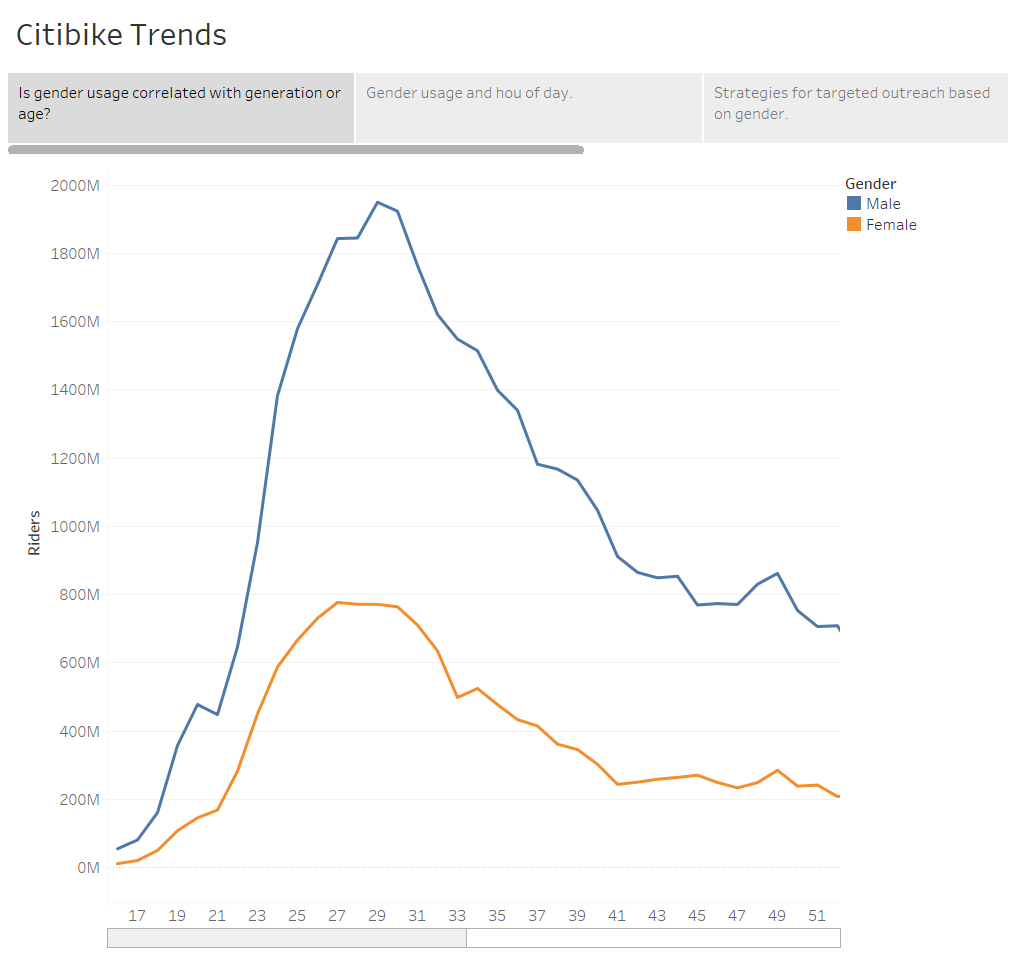 Citibike Trends
Is gender usage correlated with generation or
age?
Gender usage and hou of day.
Strategies for targeted outreach based
on gender.
Gender
Male
Female
2000M
1800M
1600M
1400M
1200M
1000M
800M
600M
400M
200M
0M
Riders
17 19 21 23 25 27 29 31 33 35 37 39 41 43 45 47 49 51